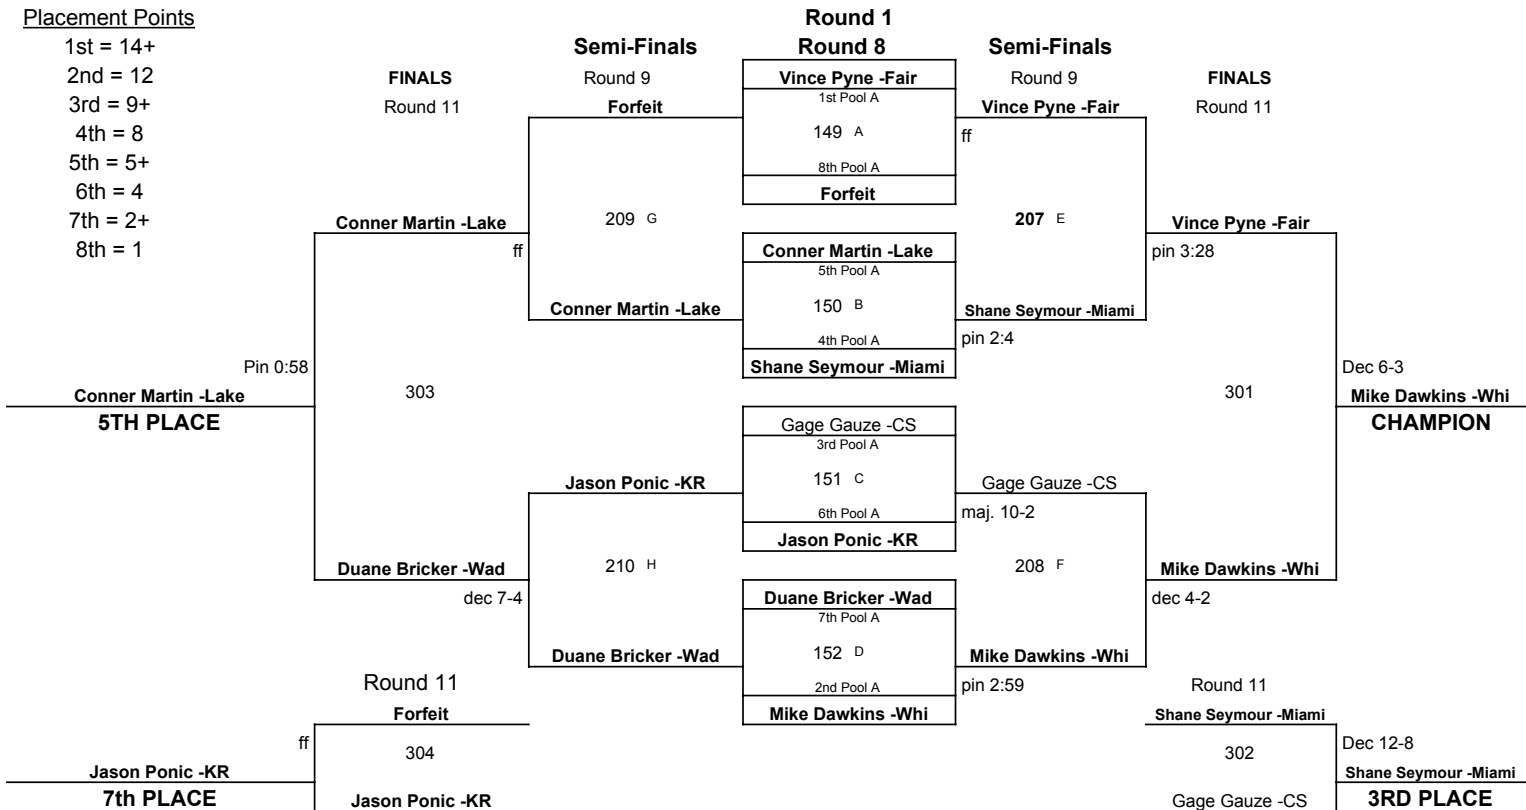 Placement Points
1st = 14+
2nd = 12
3rd = 9+
4th = 8
5th = 5+
6th = 4
7th = 2+
8th = 1
Round 1
Semi-Finals Round 8 Semi-Finals
FINALS Round 9 Vince Pyne -Fair Round 9 FINALS
Round 11 Forfeit 1st Pool A Vince Pyne -Fair Round 11
149 A ff
8th Pool A
Forfeit
Conner Martin -Lake 209 G 207 E Vince Pyne -Fair
ff Conner Martin -Lake pin 3:28
5th Pool A
Conner Martin -Lake 150 B Shane Seymour -Miami
4th Pool A pin 2:4
Pin 0:58 Shane Seymour -Miami Dec 6-3
Conner Martin -Lake 303 301 Mike Dawkins -Whi
5TH PLACE Gage Gauze -CS CHAMPION
3rd Pool A
Jason Ponic -KR 151 C Gage Gauze -CS
6th Pool A maj. 10-2
Jason Ponic -KR
Duane Bricker -Wad 210 H 208 F Mike Dawkins -Whi
dec 7-4 Duane Bricker -Wad dec 4-2
7th Pool A
Duane Bricker -Wad 152 D Mike Dawkins -Whi
Round 11 2nd Pool A pin 2:59 Round 11
Forfeit Mike Dawkins -Whi Shane Seymour -Miami
ff 304 302 Dec 12-8
Jason Ponic -KR Shane Seymour -Miami
7th PLACE Jason Ponic -KR Gage Gauze -CS 3RD PLACE